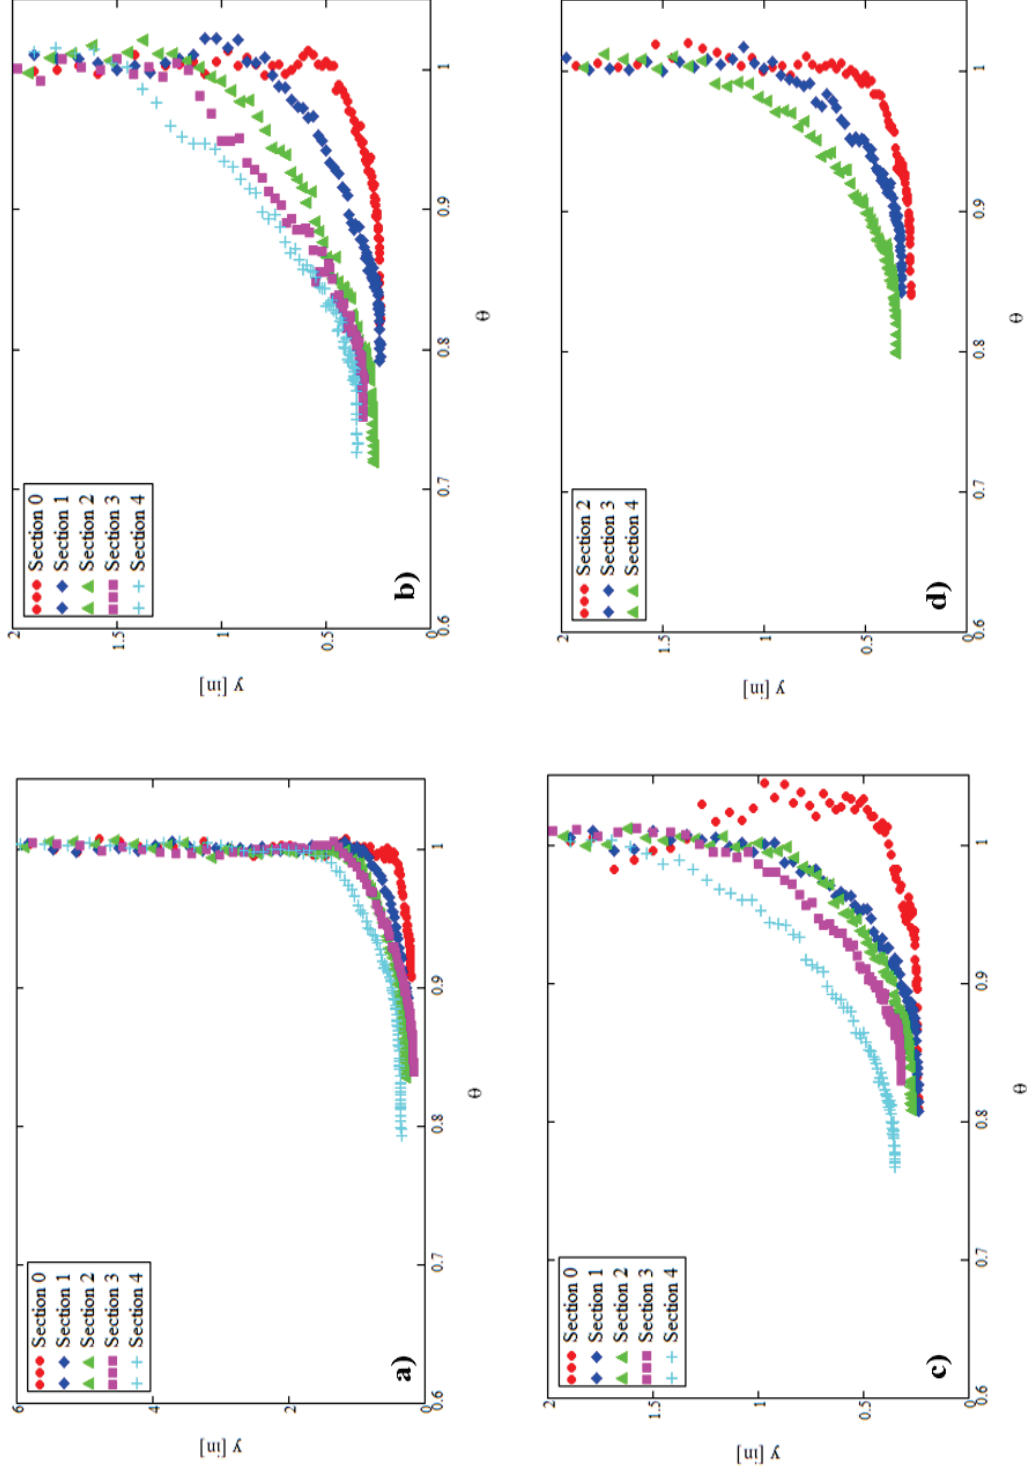 6
4
2
0
y [in]
Section 0
Section 1
Section 2
Section 3
Section 4
a)
0.6
0.7
0.8
0.9
1
θ
2
1.5
1
0.5
0
y [in]
Section 0
Section 1
Section 2
Section 3
Section 4
b)
0.6
0.7
0.8
0.9
1
θ
2
1.5
1
0.5
0
y [in]
Section 0
Section 1
Section 2
Section 3
Section 4
c)
0.6
0.7
0.8
0.9
1
θ
2
1.5
1
0.5
0
y [in]
Section 2
Section 3
Section 4
d)
0.6
0.7
0.8
0.9
1
θ